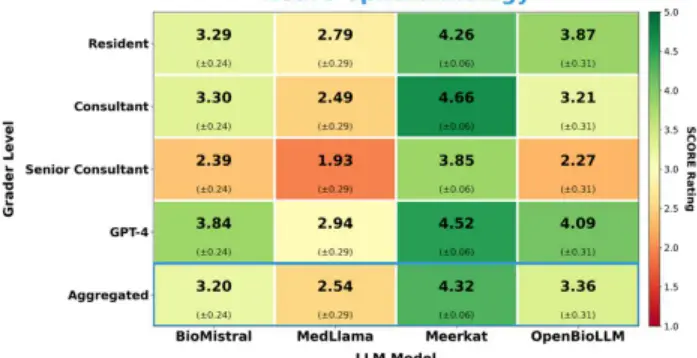 5.0
Resident 3.29 2.79 4.26 3.87
(±0.24) (±0.29) (±0.06) (±0.31)
4.5
Consultant 3.30 2.49 4.66 3.21
(±0.24) (±0.29) (±0.06) (±0.31)
4.0
3.5
Grader Level
Senior Consultant 2.39 1.93 3.85 2.27
(±0.24) (±0.29) (±0.06) (±0.31)
3.0
SCORE Rating
2.5
GPT-4 3.84 2.94 4.52 4.09
(±0.24) (±0.29) (±0.06) (±0.31)
2.0
Aggregated 3.20 2.54 4.32 3.36
(±0.24) (±0.29) (±0.06) (±0.31)
1.5
1.0
BioMistral MedLlama Meerkat OpenBioLLM
LLM Model